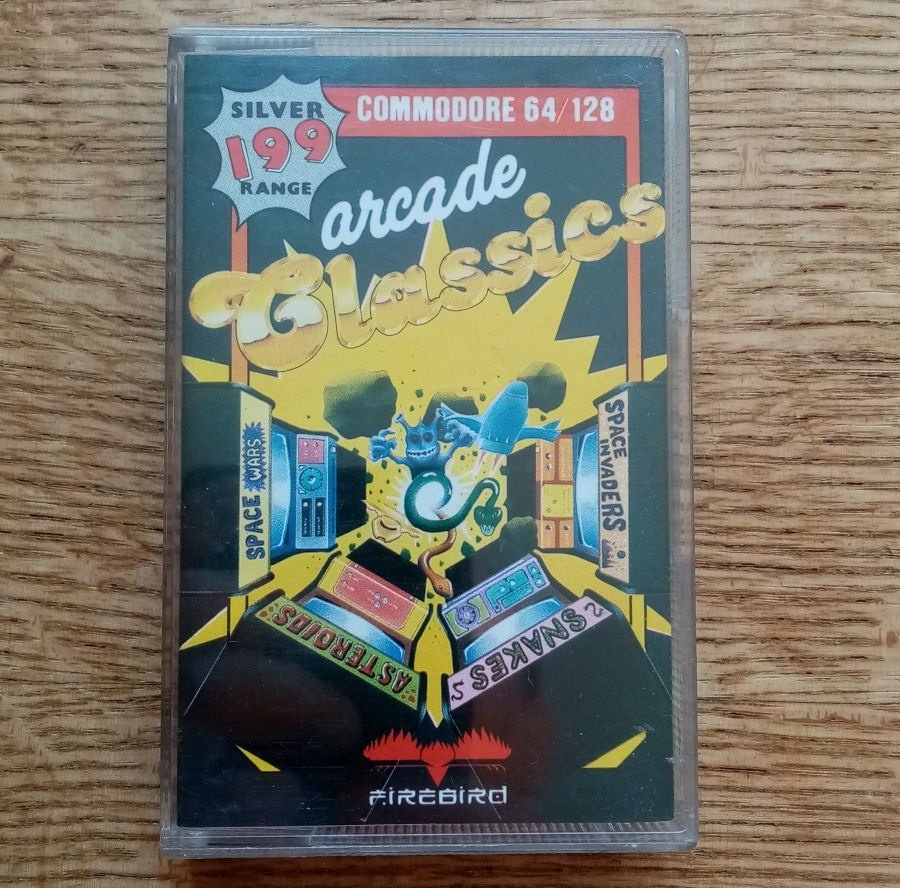 SILVER
199
RANGE
COMMODORE 64/128
arcade
Classics
SPACE WARS
SPACE
INVADERS
ASTEROIDS
SNAKES
FIREBIRD